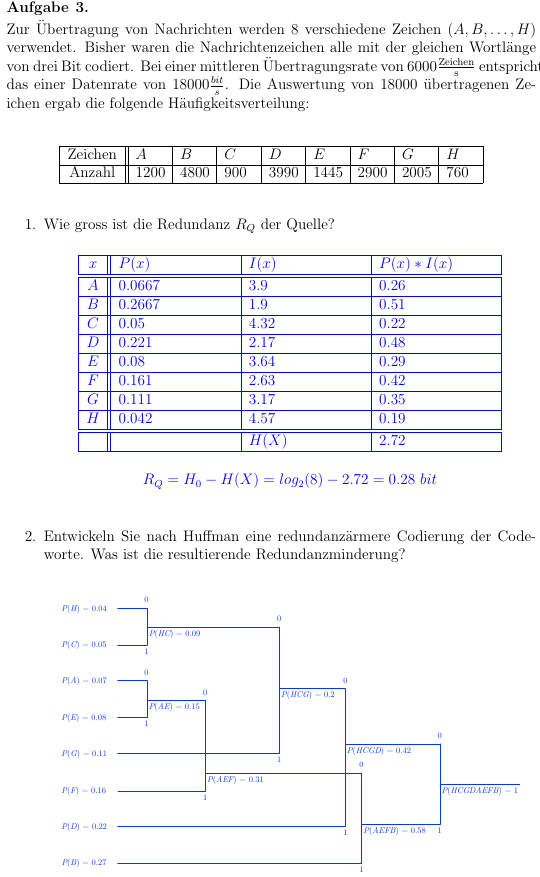 Aufgabe 3.
Zur Übertragung von Nachrichten werden 8 verschiedene Zeichen (A, B, . . . , H)
verwendet. Bisher waren die Nachrichtenzeichen alle mit der gleichen Wortlänge
von drei Bit codiert. Bei einer mittleren Übertragungsrate von 6000 Zeichen/s entspricht
das einer Datenrate von 18000 bit/s. Die Auswertung von 18000 übertragenen Ze-
ichen ergab die folgende Häufigkeitsverteilung:
Zeichen A B C D E F G H
Anzahl 1200 4800 900 3990 1445 2900 2005 760
1. Wie gross ist die Redundanz R_Q der Quelle?
x P(x) I(x) P(x) ∗ I(x)
A 0.0667 3.9 0.26
B 0.2667 1.9 0.51
C 0.05 4.32 0.22
D 0.221 2.17 0.48
E 0.08 3.64 0.29
F 0.161 2.63 0.42
G 0.111 3.17 0.35
H 0.042 4.57 0.19
H(X) 2.72
R_Q = H_0 − H(X) = log_2(8) − 2.72 = 0.28 bit
2. Entwickeln Sie nach Huffman eine redundanzärmere Codierung der Code-
worte. Was ist die resultierende Redundanzminderung?
0
P(H) = 0.04
0
P(HC) = 0.09
P(C) = 0.05
1
0
P(A) = 0.07
0
0
P(HCG) = 0.2
P(AE) = 0.15
P(E) = 0.08
1
0
P(HCGD) = 0.42
P(G) = 0.11
1
0
P(AEF) = 0.31
P(F) = 0.16
P(HCGDAEFB) = 1
1
P(D) = 0.22
1
P(AEFB) = 0.58
1
P(B) = 0.27
1